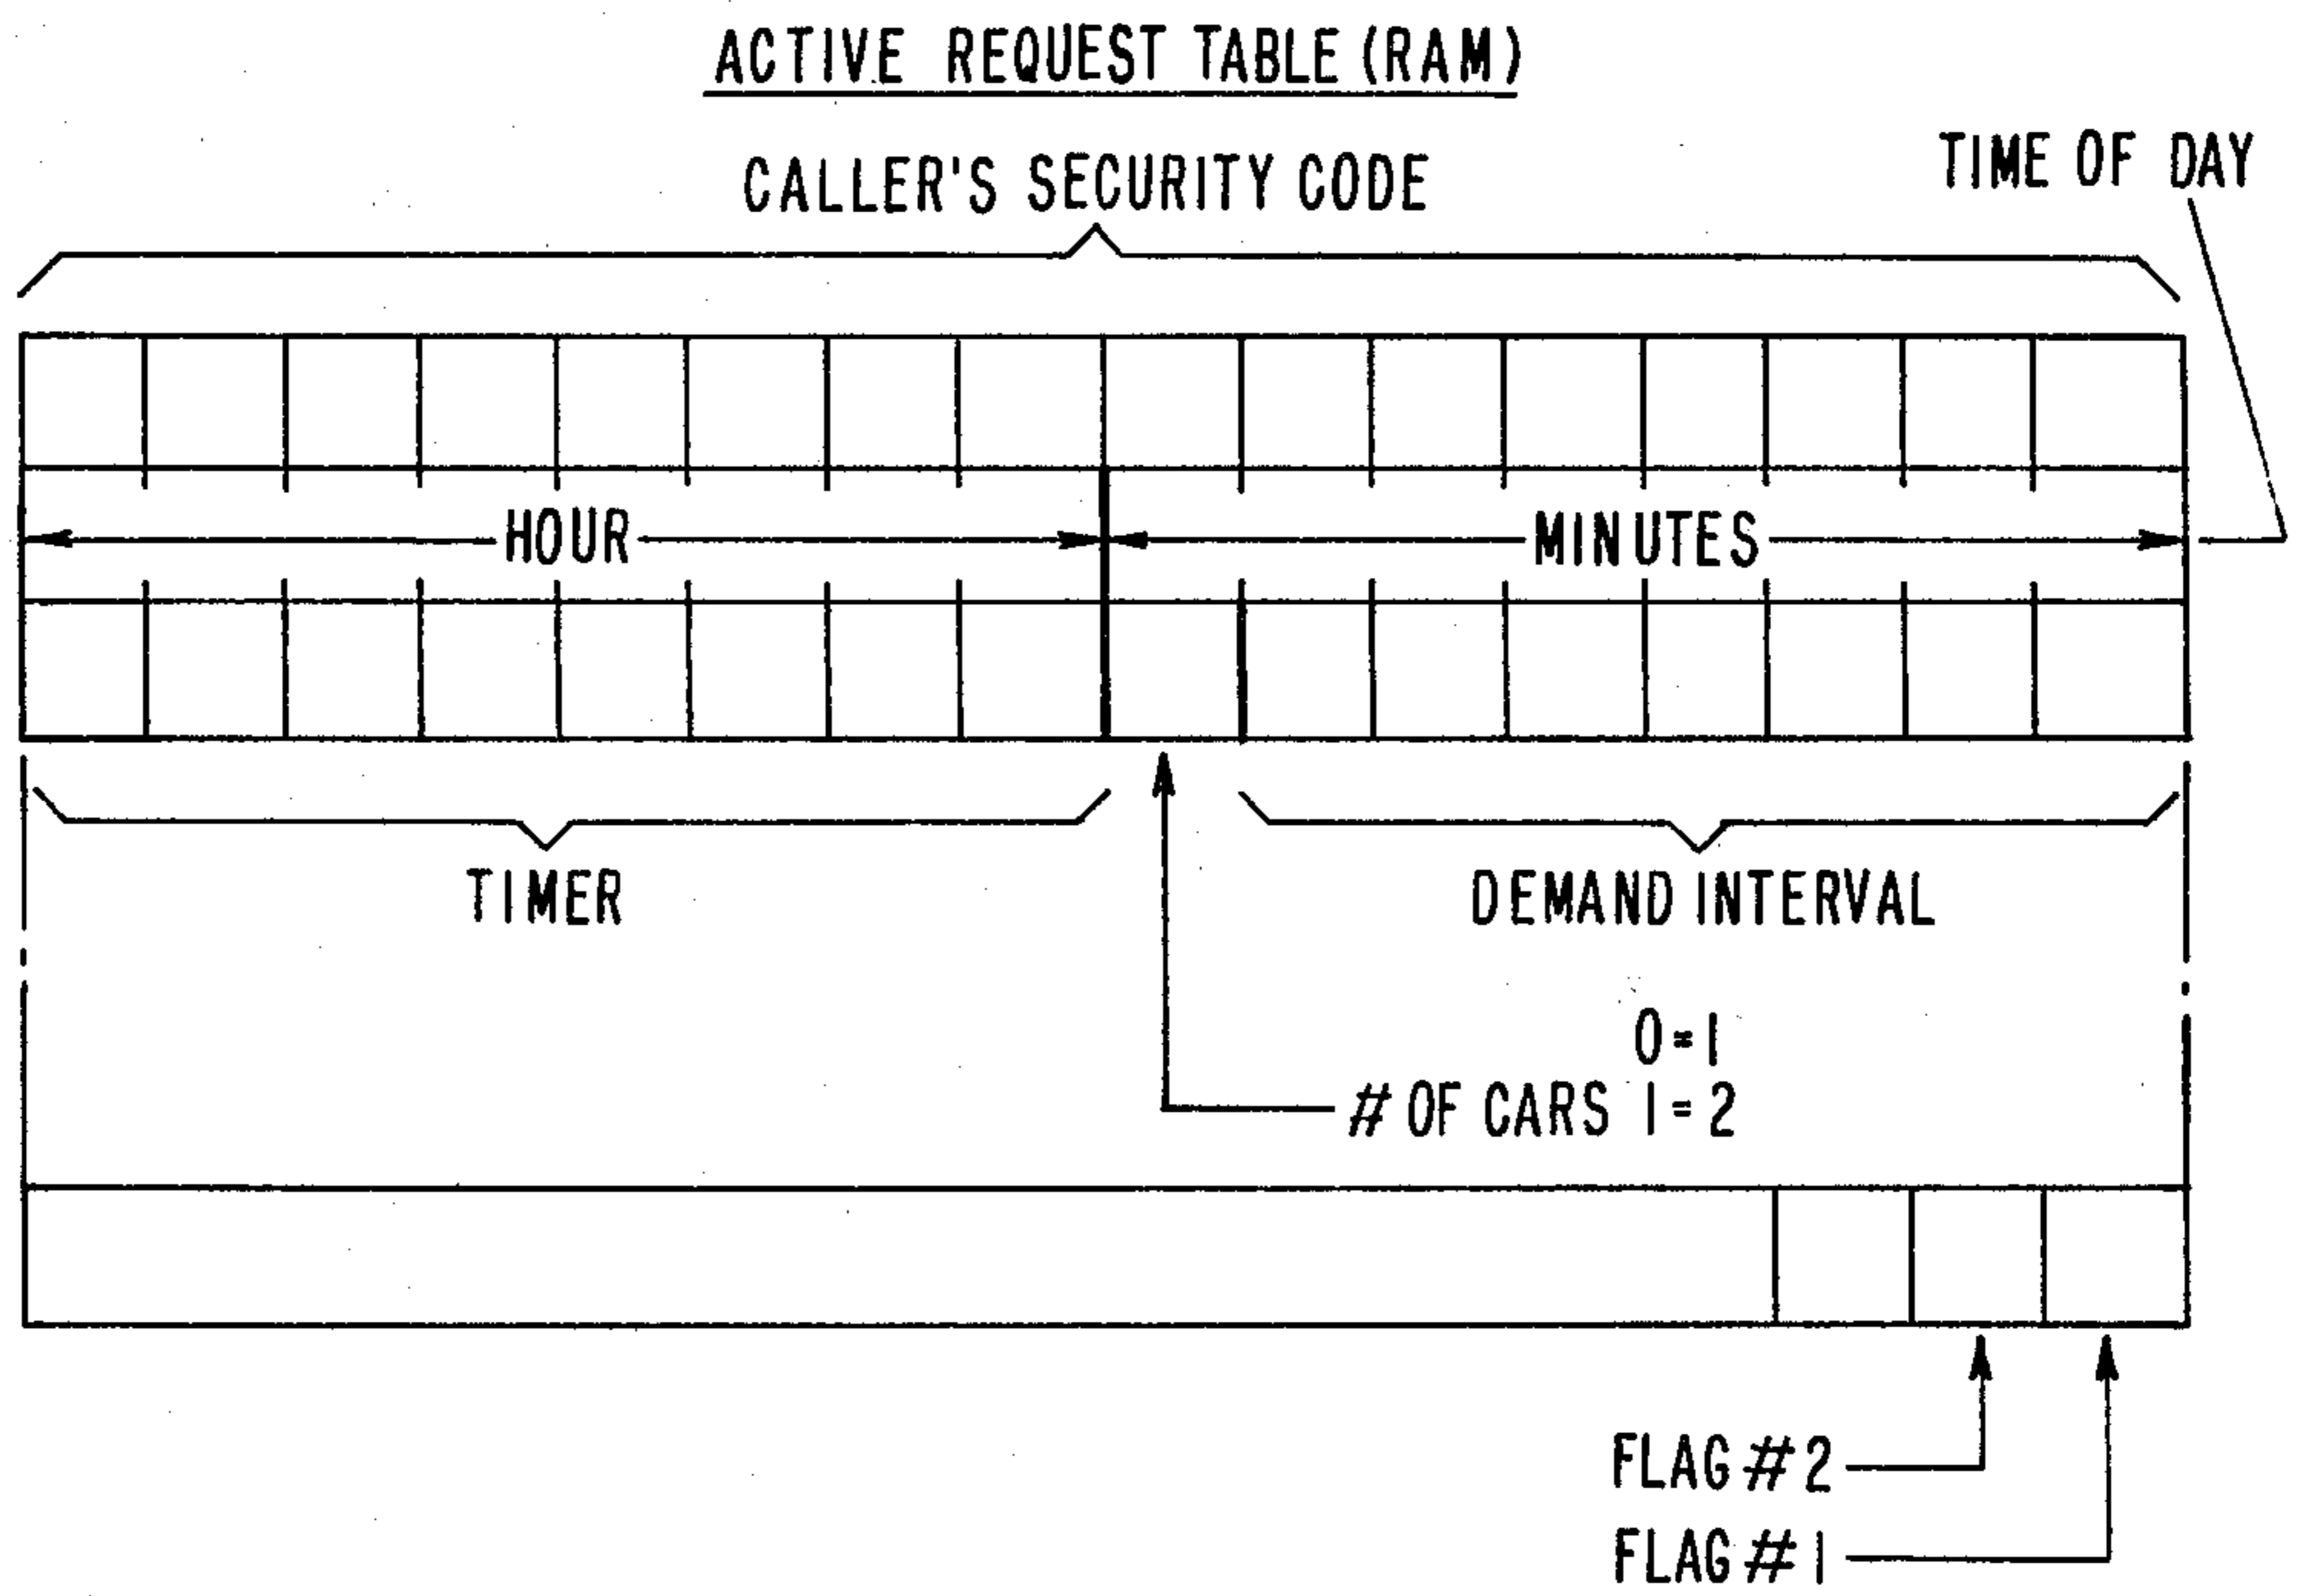 ACTIVE REQUEST TABLE (RAM)
CALLER'S SECURITY CODE
TIME OF DAY
HOUR
MINUTES
TIMER
DEMAND INTERVAL
0=1
# OF CARS 1=2
FLAG #2
FLAG #1